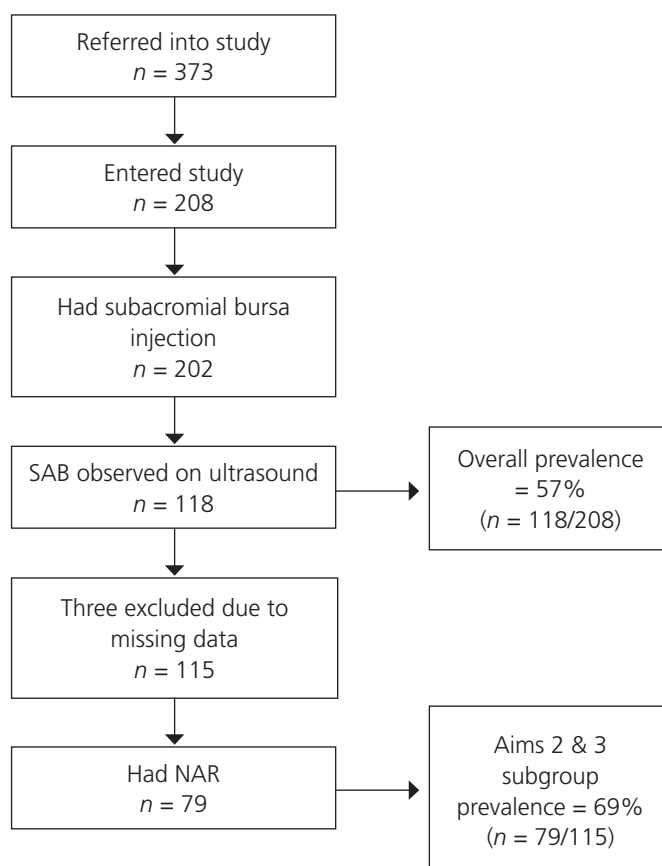 Referred into study
n = 373
Entered study
n = 208
Had subacromial bursa
injection
n = 202
SAB observed on ultrasound
n = 118
Overall prevalence
= 57%
(n = 118/208)
Three excluded due to
missing data
n = 115
Had NAR
n = 79
Aims 2 & 3
subgroup
prevalence = 69%
(n = 79/115)